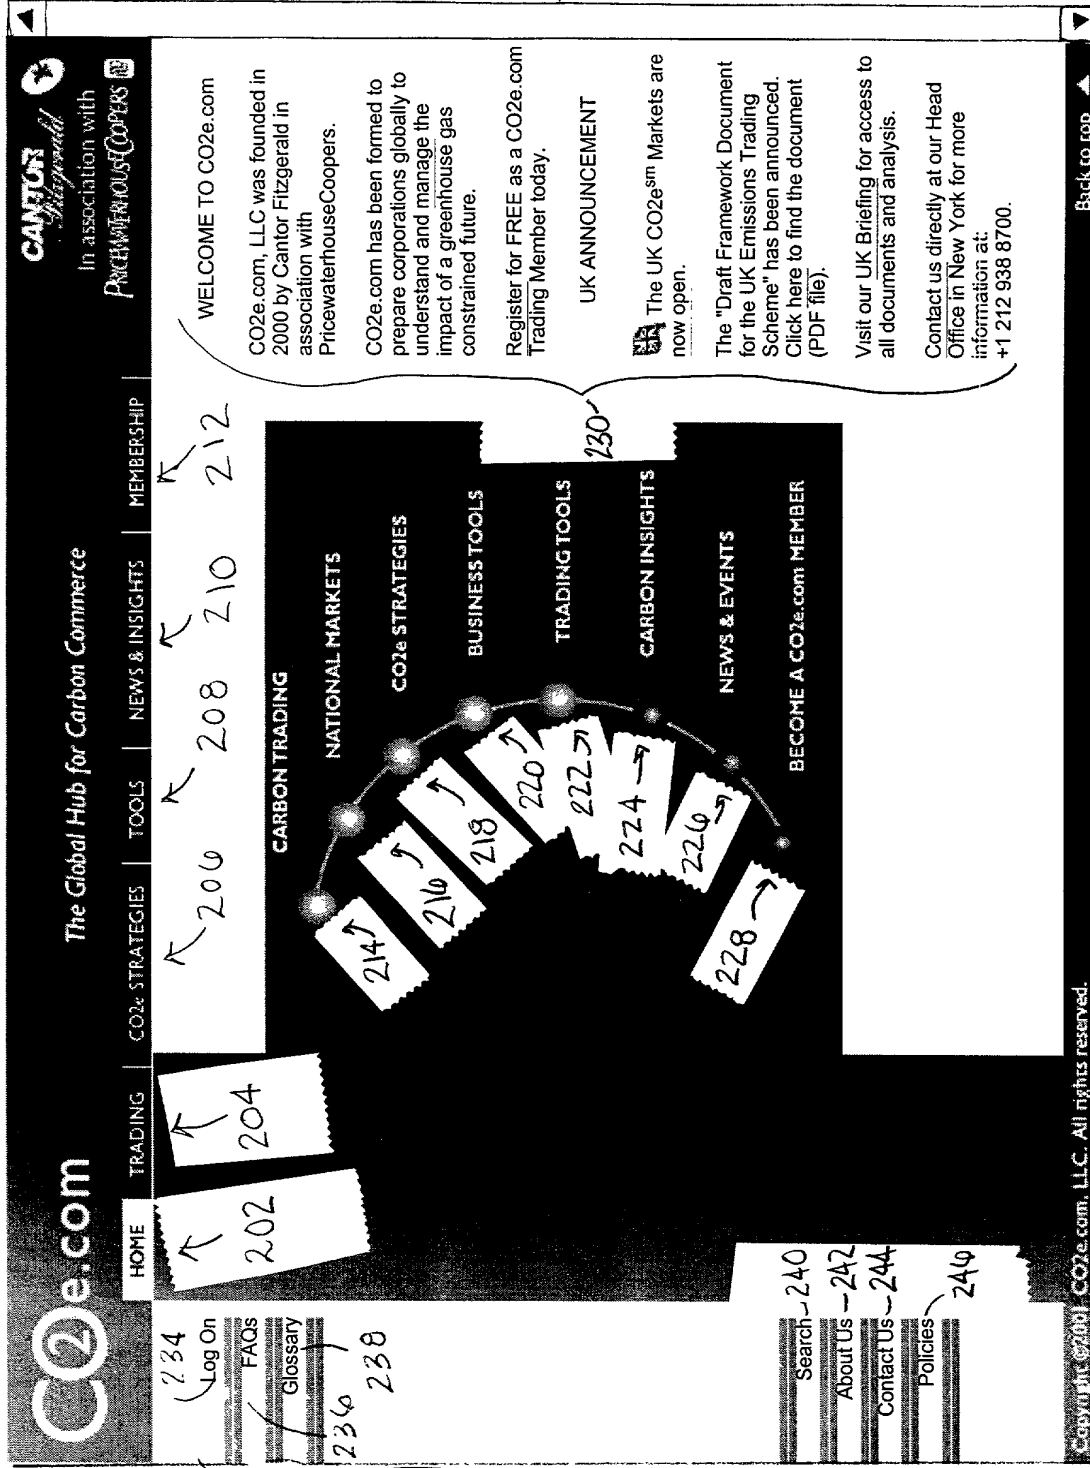 CO2e.com
The Global Hub for Carbon Commerce
CANTOR
Fitzgerald
In association with
PRICEWATERHOUSECOOPERS
HOME | TRADING | CO2e STRATEGIES | TOOLS | NEWS & INSIGHTS | MEMBERSHIP
202 204 206 208 210 212
234
Log On
FAQs
Glossary
236
238
CARBON TRADING
NATIONAL MARKETS
CO2e STRATEGIES
BUSINESS TOOLS
TRADING TOOLS
CARBON INSIGHTS
NEWS & EVENTS
BECOME A CO2e.com MEMBER
214
216
218
220
222
224
226
228
230
WELCOME TO CO2e.com
CO2e.com, LLC was founded in
2000 by Cantor Fitzgerald in
association with
PricewaterhouseCoopers.
CO2e.com has been formed to
prepare corporations globally to
understand and manage the
impact of a greenhouse gas
constrained future.
Register for FREE as a CO2e.com
Trading Member today.
UK ANNOUNCEMENT
The UK CO2e℠ Markets are
now open.
The "Draft Framework Document
for the UK Emissions Trading
Scheme" has been announced.
Click here to find the document
(PDF file).
Visit our UK Briefing for access to
all documents and analysis.
Contact us directly at our Head
Office in New York for more
information at:
+1 212 938 8700.
Search 240
About Us 242
Contact Us 244
Policies 246
Copyright ©2001 CO2e.com, LLC. All rights reserved.
Back to top